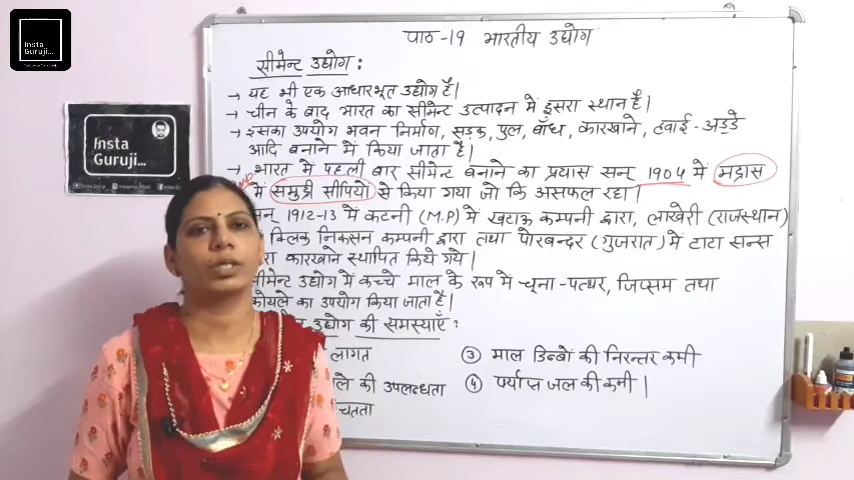 Insta
Guruji..
पाठ -19 भारतीय उद्योग
सीमेन्ट उद्योग :
→ यह भी एक आधारभूत उद्योग है|
→ चीन के बाद भारत का सीमेन्ट उत्पादन में दूसरा स्थान है|
→ इसका उपयोग भवन निर्माण, सड़क, पुल, बाँध, कारखाने, हवाई - अड्डे
आदि बनाने में किया जाता है|
→ भारत में पहली बार सीमेन्ट बनाने का प्रयास सन् 1904 में मद्रास
में समुद्री सीपियो से किया गया जो कि असफल रहा|
सन् 1912-13 में कटनी (M.P) में खटाऊ कम्पनी द्वारा, लाखेरी (राजस्थान)
निकसन कम्पनी द्वारा तथा पोरबन्दर (गुजरात) में टाटा सन्स
कारखाने स्थापित किये गये|
सीमेन्ट उद्योग में कच्चे माल के रूप में चूना - पत्थर, जिप्सम तथा
कोयले का उपयोग किया जाता है|
उद्योग की समस्याएँ :
लागत
③ माल डिब्बों की निरन्तर कमी
की उपलब्धता
④ पर्याप्त जल की कमी|
Insta
Guruji...